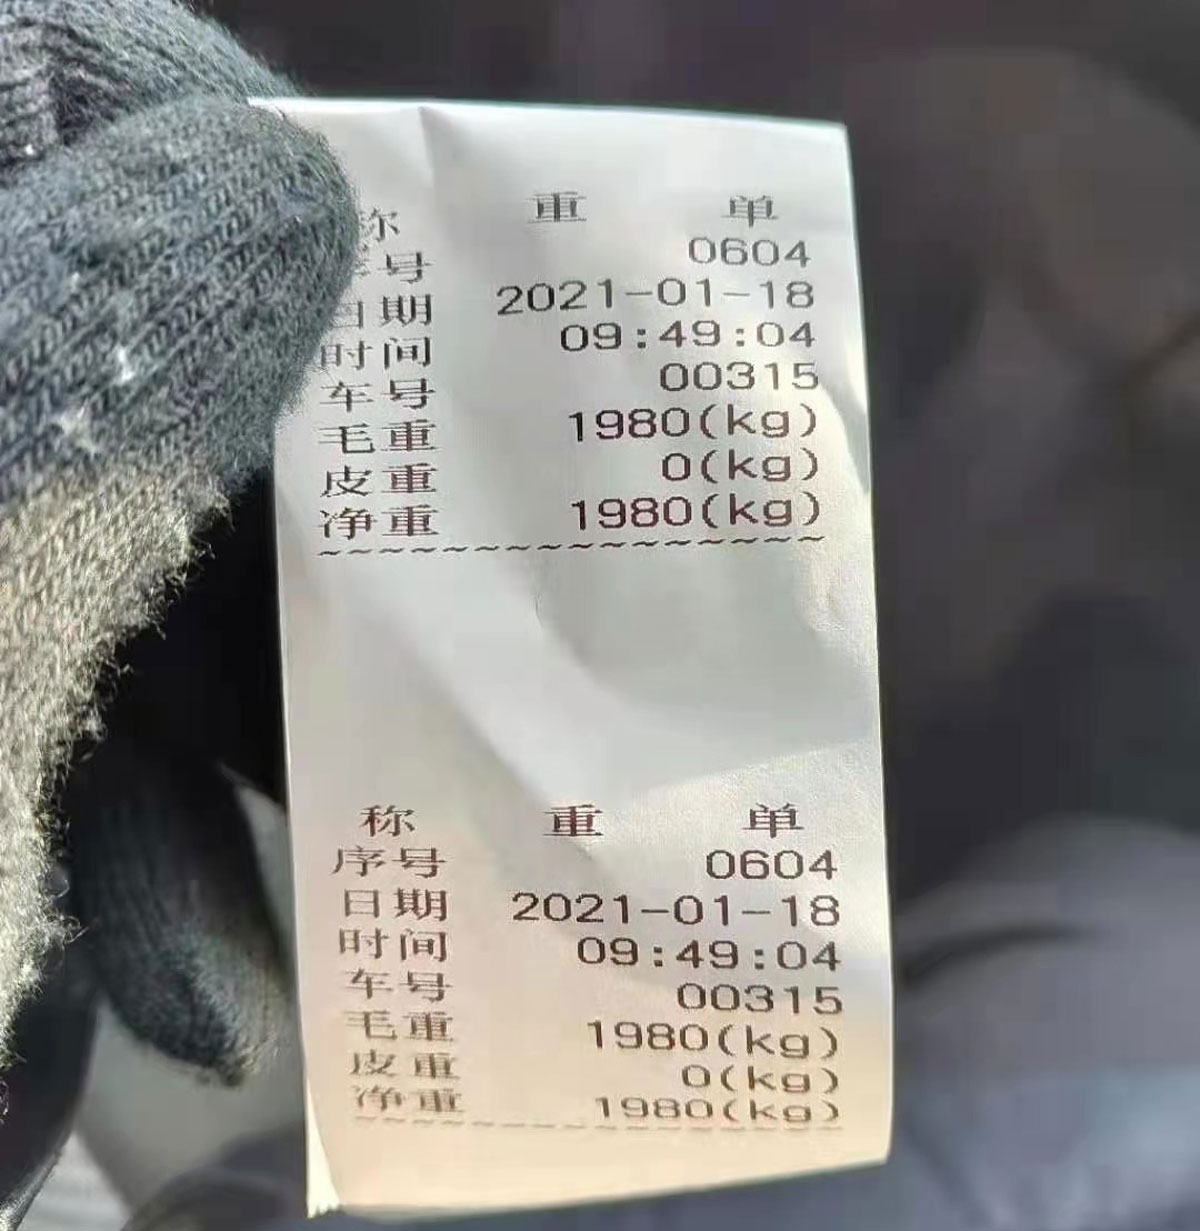 称 重 单
序号 0604
日期 2021-01-18
时间 09:49:04
车号 00315
毛重 1980(kg)
皮重 0(kg)
净重 1980(kg)
~~~~~~~~~~~~~~~~
称 重 单
序号 0604
日期 2021-01-18
时间 09:49:04
车号 00315
毛重 1980(kg)
皮重 0(kg)
净重 1980(kg)
~~~~~~~~~~~~~~~~